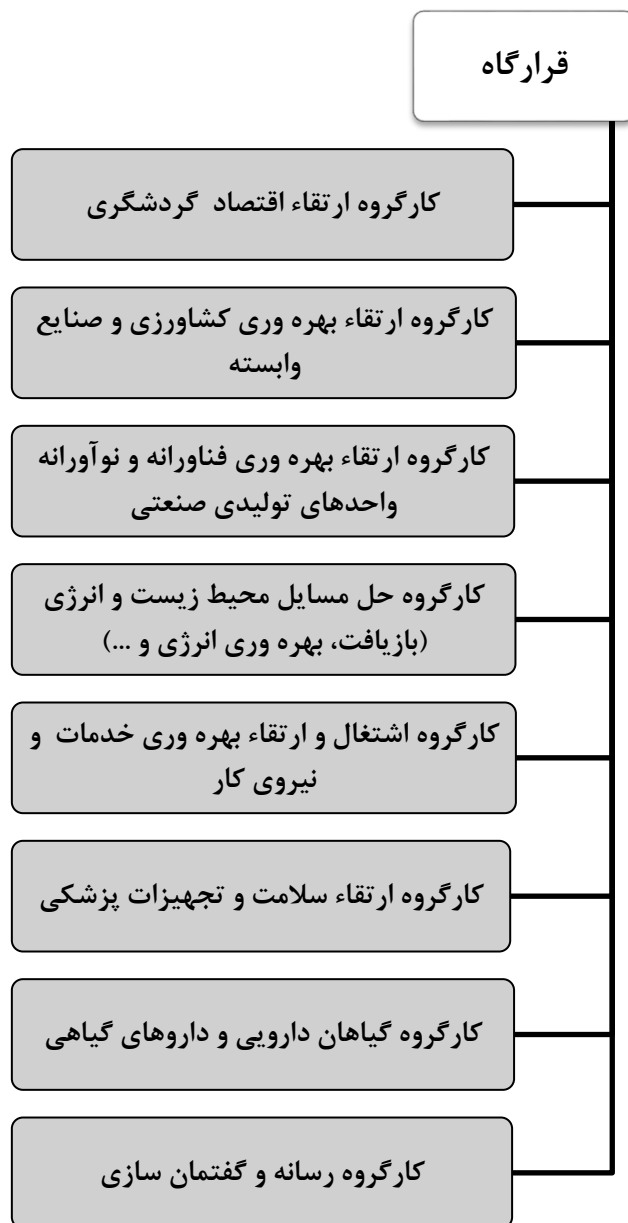 قرارگاه
کارگروه ارتقاء اقتصاد گردشگری
کارگروه ارتقاء بهره وری کشاورزی و صنایع
وابسته
کارگروه ارتقاء بهره وری فناورانه و نوآورانه
واحدهای تولیدی صنعتی
کارگروه حل مسایل محیط زیست و انرژی
(بازیافت، بهره وری انرژی و ...)
کارگروه اشتغال و ارتقاء بهره وری خدمات و
نیروی کار
کارگروه ارتقاء سلامت و تجهیزات پزشکی
کارگروه گیاهان دارویی و داروهای گیاهی
کارگروه رسانه و گفتمان سازی